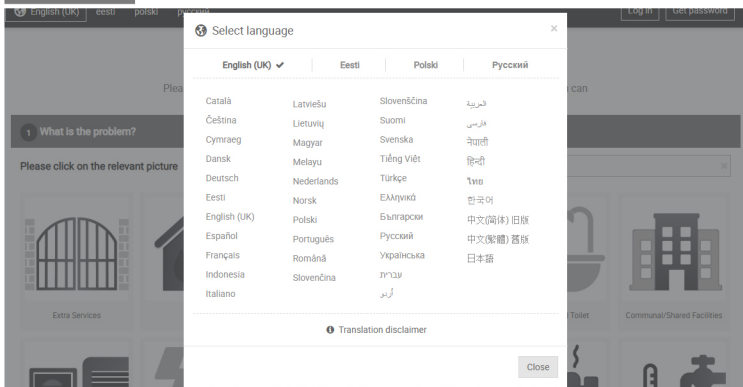 English (UK) eesti polski русский
Log in Get password
Select language ×
English (UK) ✔ Eesti Polski Русский
Plea
can
1 What is the problem?
Please click on the relevant picture
Català
Čeština
Cymraeg
Dansk
Deutsch
Eesti
English (UK)
Español
Français
Indonesia
Italiano
Latviešu
Lietuvių
Magyar
Melayu
Nederlands
Norsk
Polski
Português
Română
Slovenčina
Slovenščina
Suomi
Svenska
Tiếng Việt
Türkçe
Ελληνικά
Български
Русский
Українська
עברית
اُردو
العربية
فارسی
नेपाली
हिन्दी
ไทย
한국어
中文(简体) 旧版
中文(繁體) 舊版
日本語
Extra Services
Toilet
Communal/Shared Facilities
Translation disclaimer
Close